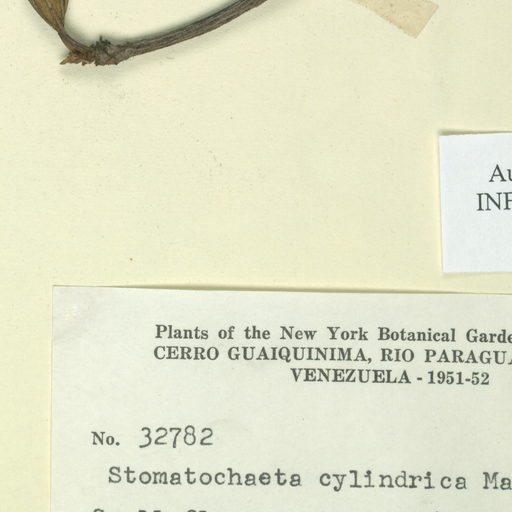 Au
INF
Plants of the New York Botanical Garde
CERRO GUAIQUINIMA, RIO PARAGUA
VENEZUELA - 1951-52
No. 32782
Stomatochaeta cylindrica Ma